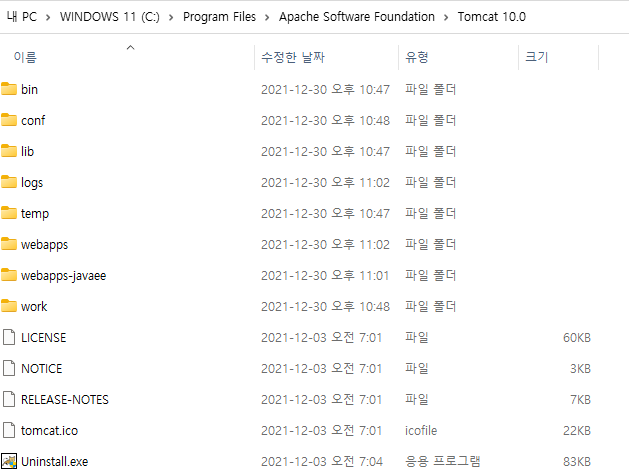 내 PC > WINDOWS 11 (C:) > Program Files > Apache Software Foundation > Tomcat 10.0
이름 수정한 날짜 유형 크기
bin 2021-12-30 오후 10:47 파일 폴더
conf 2021-12-30 오후 10:48 파일 폴더
lib 2021-12-30 오후 10:47 파일 폴더
logs 2021-12-30 오후 11:02 파일 폴더
temp 2021-12-30 오후 10:47 파일 폴더
webapps 2021-12-30 오후 11:02 파일 폴더
webapps-javaee 2021-12-30 오후 11:01 파일 폴더
work 2021-12-30 오후 10:48 파일 폴더
LICENSE 2021-12-03 오전 7:01 파일 60KB
NOTICE 2021-12-03 오전 7:01 파일 3KB
RELEASE-NOTES 2021-12-03 오전 7:01 파일 7KB
tomcat.ico 2021-12-03 오전 7:01 icofile 22KB
Uninstall.exe 2021-12-03 오전 7:04 응용 프로그램 83KB